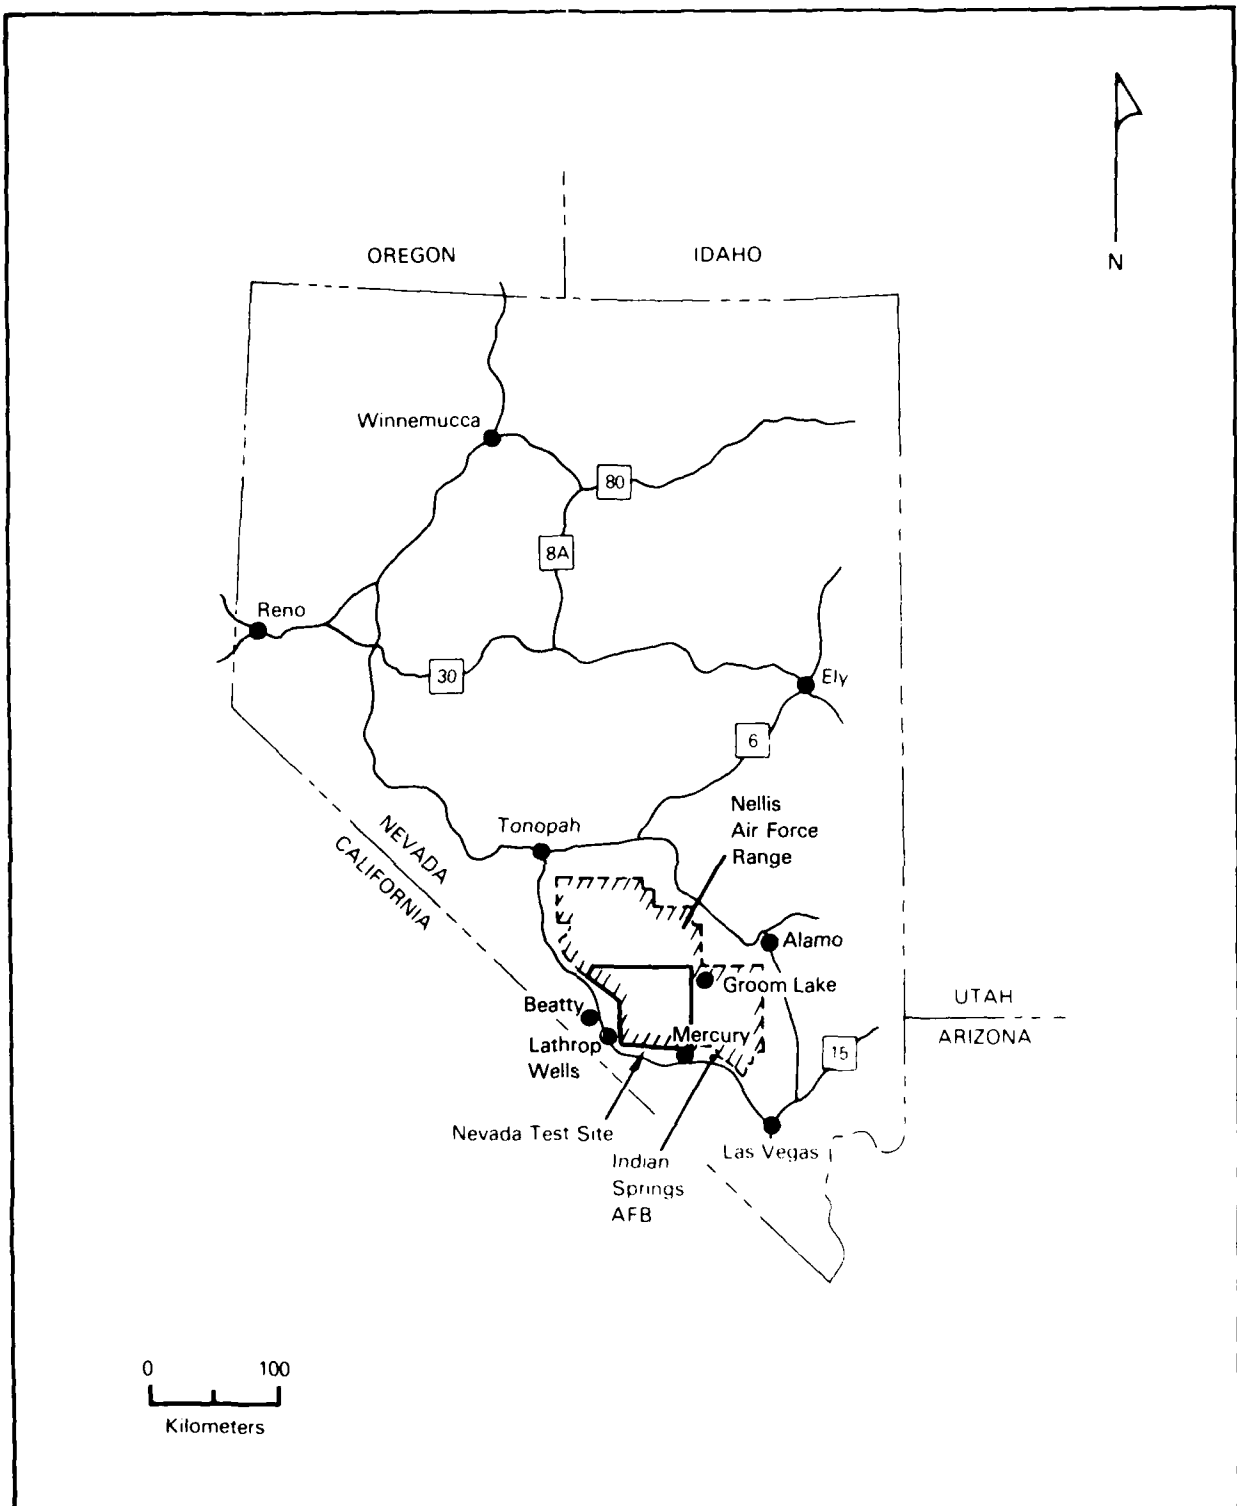 N
OREGON
IDAHO
Winnemucca
80
8A
Reno
30
Ely
6
Nellis
Air Force
Range
Tonopah
NEVADA
CALIFORNIA
Alamo
Groom Lake
UTAH
ARIZONA
Beatty
Mercury
Lathrop
Wells
15
Nevada Test Site
Las Vegas
Indian
Springs
AFB
0 100
Kilometers